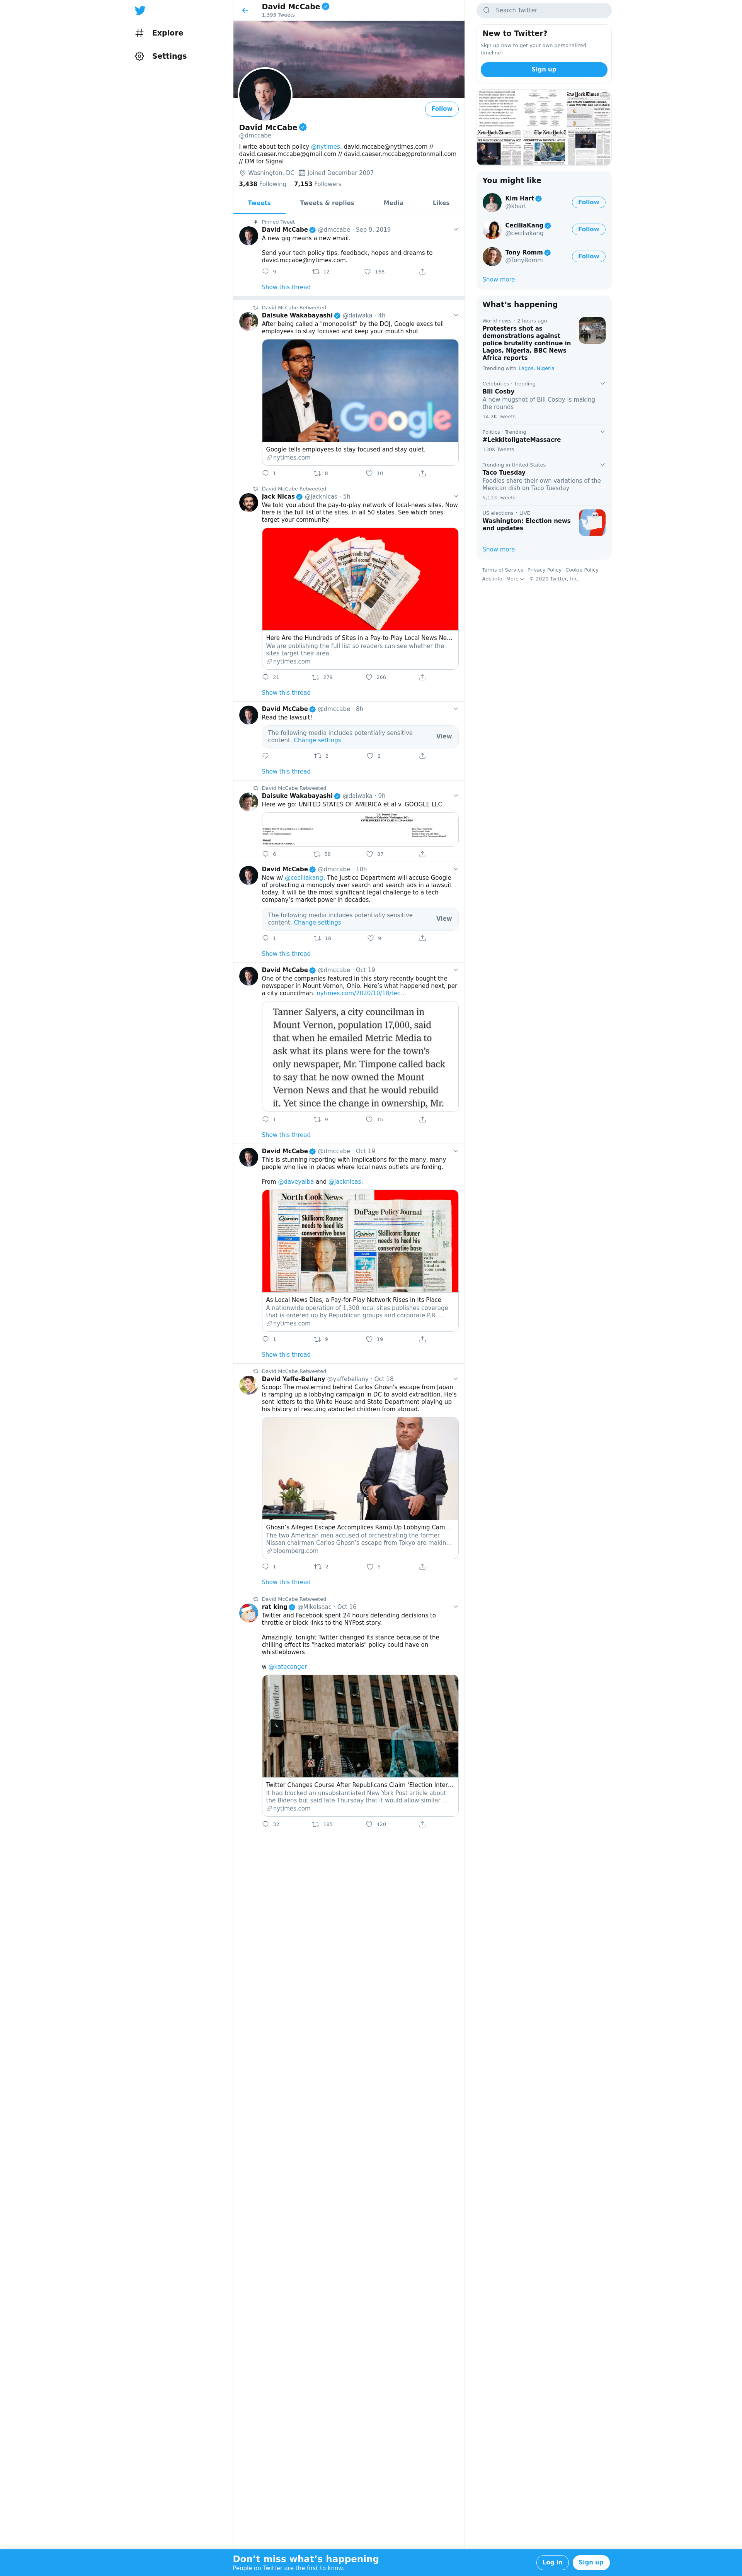 Explore
Settings
David McCabe
1,393 Tweets
Follow
David McCabe
@dmccabe
I write about tech policy @nytimes. david.mccabe@nytimes.com //
david.caeser.mccabe@gmail.com // david.caeser.mccabe@protonmail.com
// DM for Signal
Washington, DC Joined December 2007
3,438 Following 7,153 Followers
Tweets Tweets & replies Media Likes
Pinned Tweet
David McCabe @dmccabe · Sep 9, 2019
A new gig means a new email.
Send your tech policy tips, feedback, hopes and dreams to
david.mccabe@nytimes.com.
9 12 168
Show this thread
David McCabe Retweeted
Daisuke Wakabayashi @daiwaka · 4h
After being called a "monopolist" by the DOJ, Google execs tell
employees to stay focused and keep your mouth shut
Google
Google tells employees to stay focused and stay quiet.
nytimes.com
1 6 10
David McCabe Retweeted
Jack Nicas @jacknicas · 5h
We told you about the pay-to-play network of local-news sites. Now
here is the full list of the sites, in all 50 states. See which ones
target your community.
Here Are the Hundreds of Sites in a Pay-to-Play Local News Ne...
We are publishing the full list so readers can see whether the
sites target their area.
nytimes.com
21 279 266
Show this thread
David McCabe @dmccabe · 8h
Read the lawsuit!
The following media includes potentially sensitive
content. Change settings
View
2 2
Show this thread
David McCabe Retweeted
Daisuke Wakabayashi @daiwaka · 9h
Here we go: UNITED STATES OF AMERICA et al v. GOOGLE LLC
6 58 87
David McCabe @dmccabe · 10h
New w/ @ceciliakang: The Justice Department will accuse Google
of protecting a monopoly over search and search ads in a lawsuit
today. It will be the most significant legal challenge to a tech
company's market power in decades.
The following media includes potentially sensitive
content. Change settings
View
1 18 9
Show this thread
David McCabe @dmccabe · Oct 19
One of the companies featured in this story recently bought the
newspaper in Mount Vernon, Ohio. Here's what happened next, per
a city councilman. nytimes.com/2020/10/18/tec...
Tanner Salyers, a city councilman in
Mount Vernon, population 17,000, said
that when he emailed Metric Media to
ask what its plans were for the town's
only newspaper, Mr. Timpone called back
to say that he now owned the Mount
Vernon News and that he would rebuild
it. Yet since the change in ownership, Mr.
1 9 15
Show this thread
David McCabe @dmccabe · Oct 19
This is stunning reporting with implications for the many, many
people who live in places where local news outlets are folding.
From @daveyalba and @jacknicas:
North Cook News
DuPage Policy Journal
Opinion Skillicorn: Rauner
needs to heed his
conservative base
Opinion Skillicorn: Rauner
needs to heed his
conservative base
As Local News Dies, a Pay-for-Play Network Rises in Its Place
A nationwide operation of 1,300 local sites publishes coverage
that is ordered up by Republican groups and corporate P.R. ...
nytimes.com
1 9 19
Show this thread
David McCabe Retweeted
David Yaffe-Bellany @yaffebellany · Oct 18
Scoop: The mastermind behind Carlos Ghosn's escape from Japan
is ramping up a lobbying campaign in DC to avoid extradition. He's
sent letters to the White House and State Department playing up
his history of rescuing abducted children from abroad.
Ghosn's Alleged Escape Accomplices Ramp Up Lobbying Cam...
The two American men accused of orchestrating the former
Nissan chairman Carlos Ghosn's escape from Tokyo are makin...
bloomberg.com
1 2 5
Show this thread
David McCabe Retweeted
rat king @MikeIsaac · Oct 16
Twitter and Facebook spent 24 hours defending decisions to
throttle or block links to the NYPost story.
Amazingly, tonight Twitter changed its stance because of the
chilling effect its "hacked materials" policy could have on
whistleblowers
w @kateconger
Twitter Changes Course After Republicans Claim 'Election Inter...
It had blocked an unsubstantiated New York Post article about
the Bidens but said late Thursday that it would allow similar ...
nytimes.com
32 185 420
Search Twitter
New to Twitter?
Sign up now to get your own personalized
timeline!
Sign up
You might like
Kim Hart
@khart
Follow
CeciliaKang
@ceciliakang
Follow
Tony Romm
@TonyRomm
Follow
Show more
What's happening
World news · 2 hours ago
Protesters shot as
demonstrations against
police brutality continue in
Lagos, Nigeria, BBC News
Africa reports
Trending with Lagos, Nigeria
Celebrities · Trending
Bill Cosby
A new mugshot of Bill Cosby is making
the rounds
34.2K Tweets
Politics · Trending
#LekkitollgateMassacre
130K Tweets
Trending in United States
Taco Tuesday
Foodies share their own variations of the
Mexican dish on Taco Tuesday
5,113 Tweets
US elections · LIVE
Washington: Election news
and updates
Show more
Terms of Service Privacy Policy Cookie Policy
Ads info More © 2020 Twitter, Inc.
Don't miss what's happening
People on Twitter are the first to know.
Log in Sign up